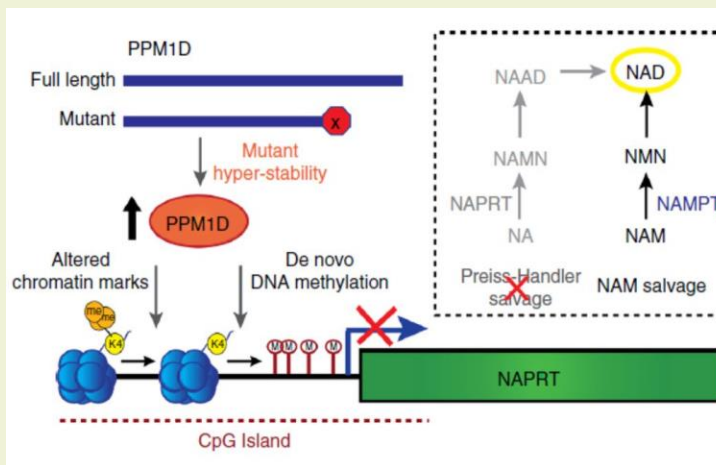 PPM1D
Full length
Mutant
X
Mutant
hyper-stability
PPM1D
Altered
chromatin marks
De novo
DNA methylation
me
me
K4
K4
M
M
M
M
NAPRT
CpG Island
NAAD
NAD
NAMN
NMN
NAPRT
NAMPT
NA
NAM
Preiss-Handler
salvage
NAM salvage